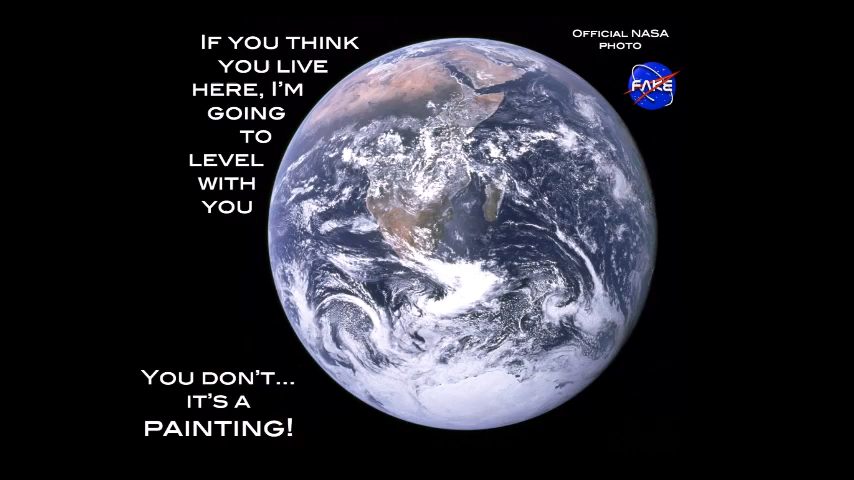 If you think
you live
here, I'm
going
to
level
with
you
Official NASA
photo
FAKE
You don't...
it's a
painting!